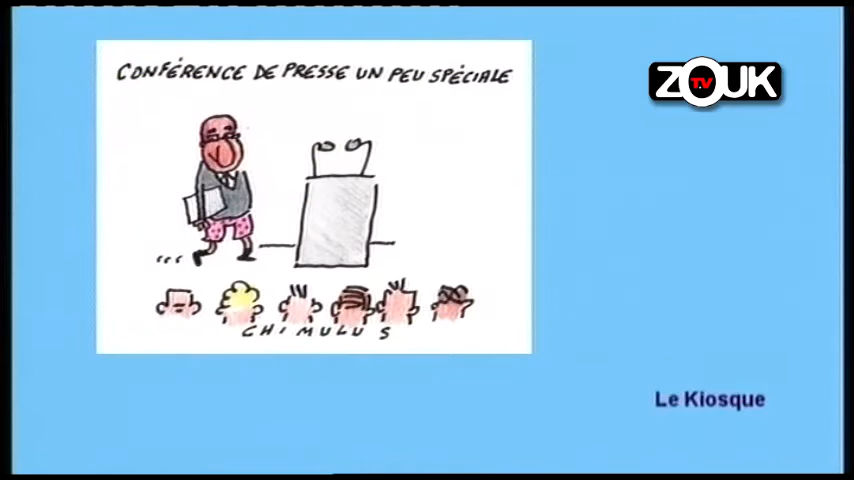 CONFÉRENCE DE PRESSE UN PEU SPÉCIALE
ZOUK
TV
CHIMULUS
Le Kiosque